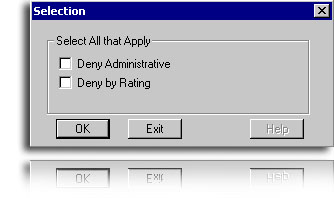 Selection
Select All that Apply
Deny Administrative
Deny by Rating
OK Exit Help